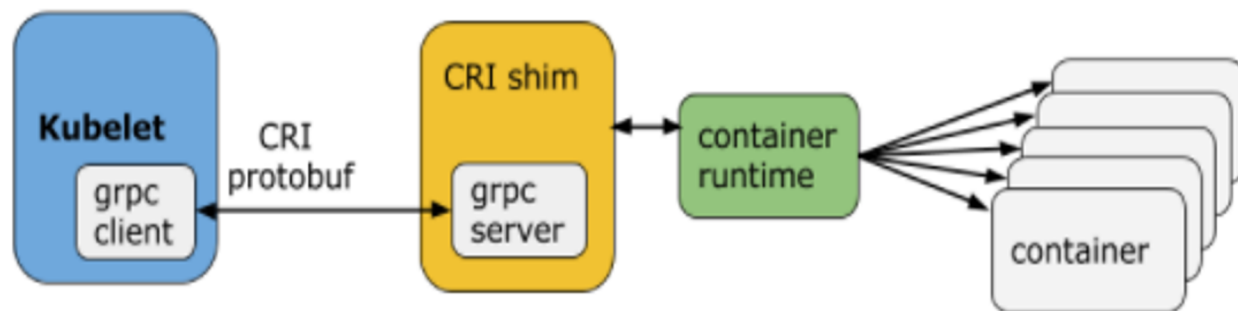 Kubelet
grpc
client
CRI
protobuf
CRI shim
grpc
server
container
runtime
container